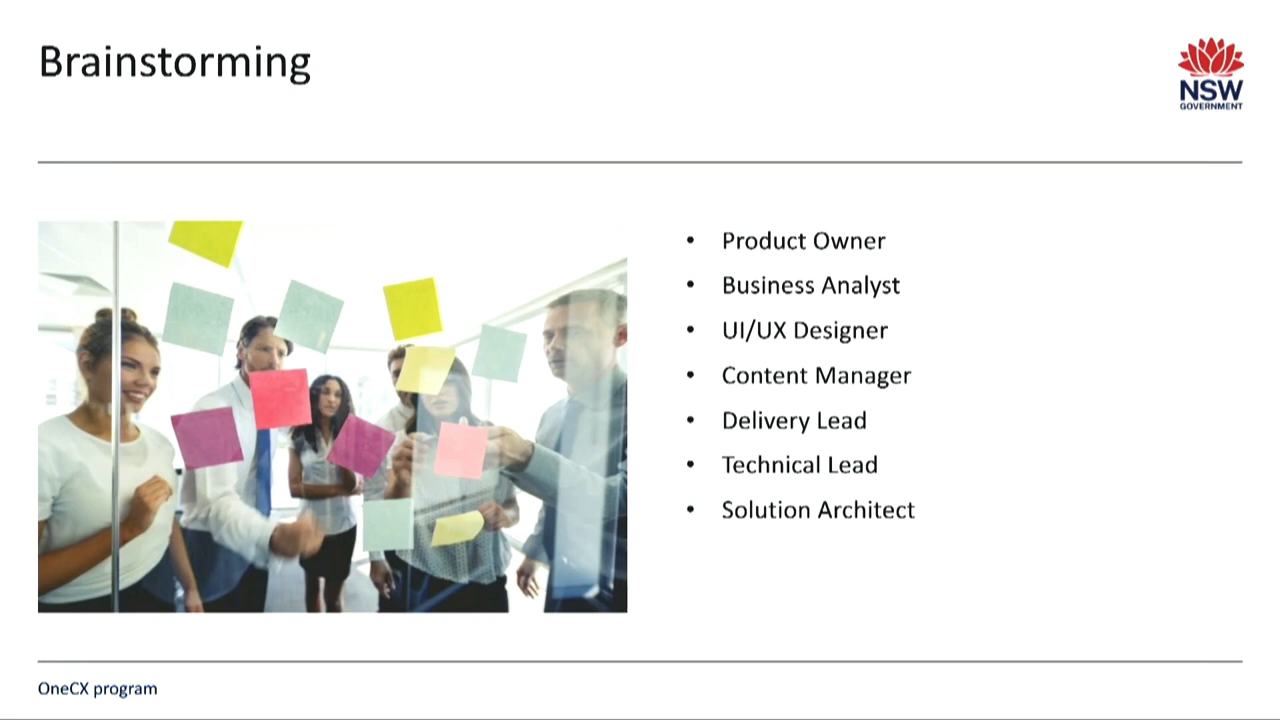 Brainstorming
NSW
GOVERNMENT
• Product Owner
• Business Analyst
• UI/UX Designer
• Content Manager
• Delivery Lead
• Technical Lead
• Solution Architect
OneCX program